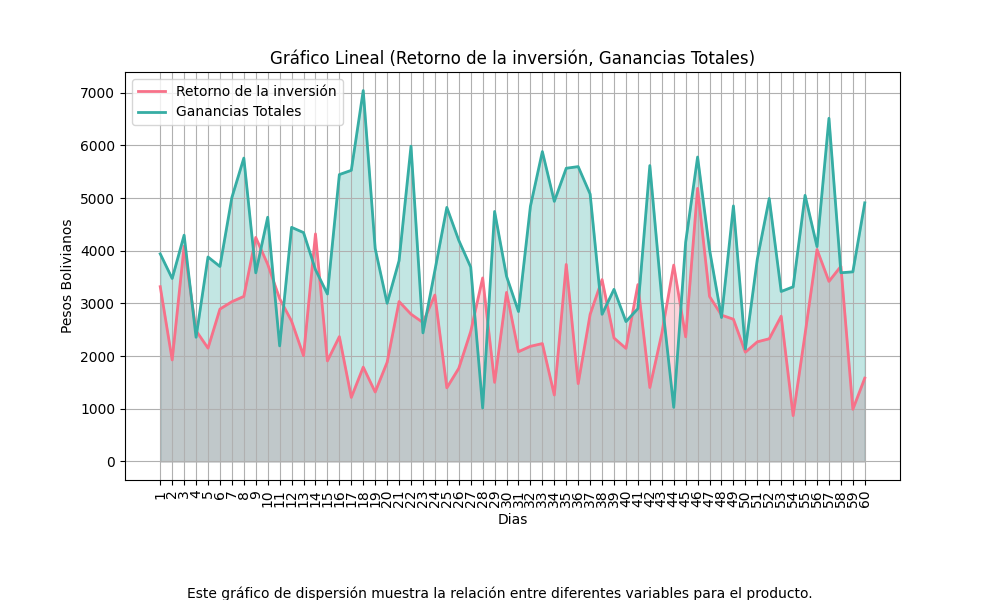 Gráfico Lineal (Retorno de la inversión, Ganancias Totales)
Retorno de la inversión
Ganancias Totales
Pesos Bolivianos
7000
6000
5000
4000
3000
2000
1000
0
1 2 3 4 5 6 7 8 9 10 11 12 13 14 15 16 17 18 19 20 21 22 23 24 25 26 27 28 29 30 31 32 33 34 35 36 37 38 39 40 41 42 43 44 45 46 47 48 49 50 51 52 53 54 55 56 57 58 59 60
Dias
Este gráfico de dispersión muestra la relación entre diferentes variables para el producto.